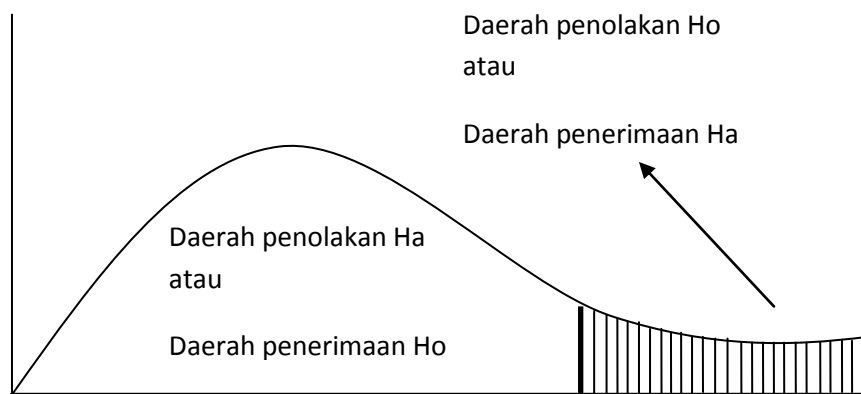 Daerah penolakan Ho
atau
Daerah penerimaan Ha
Daerah penolakan Ha
atau
Daerah penerimaan Ho